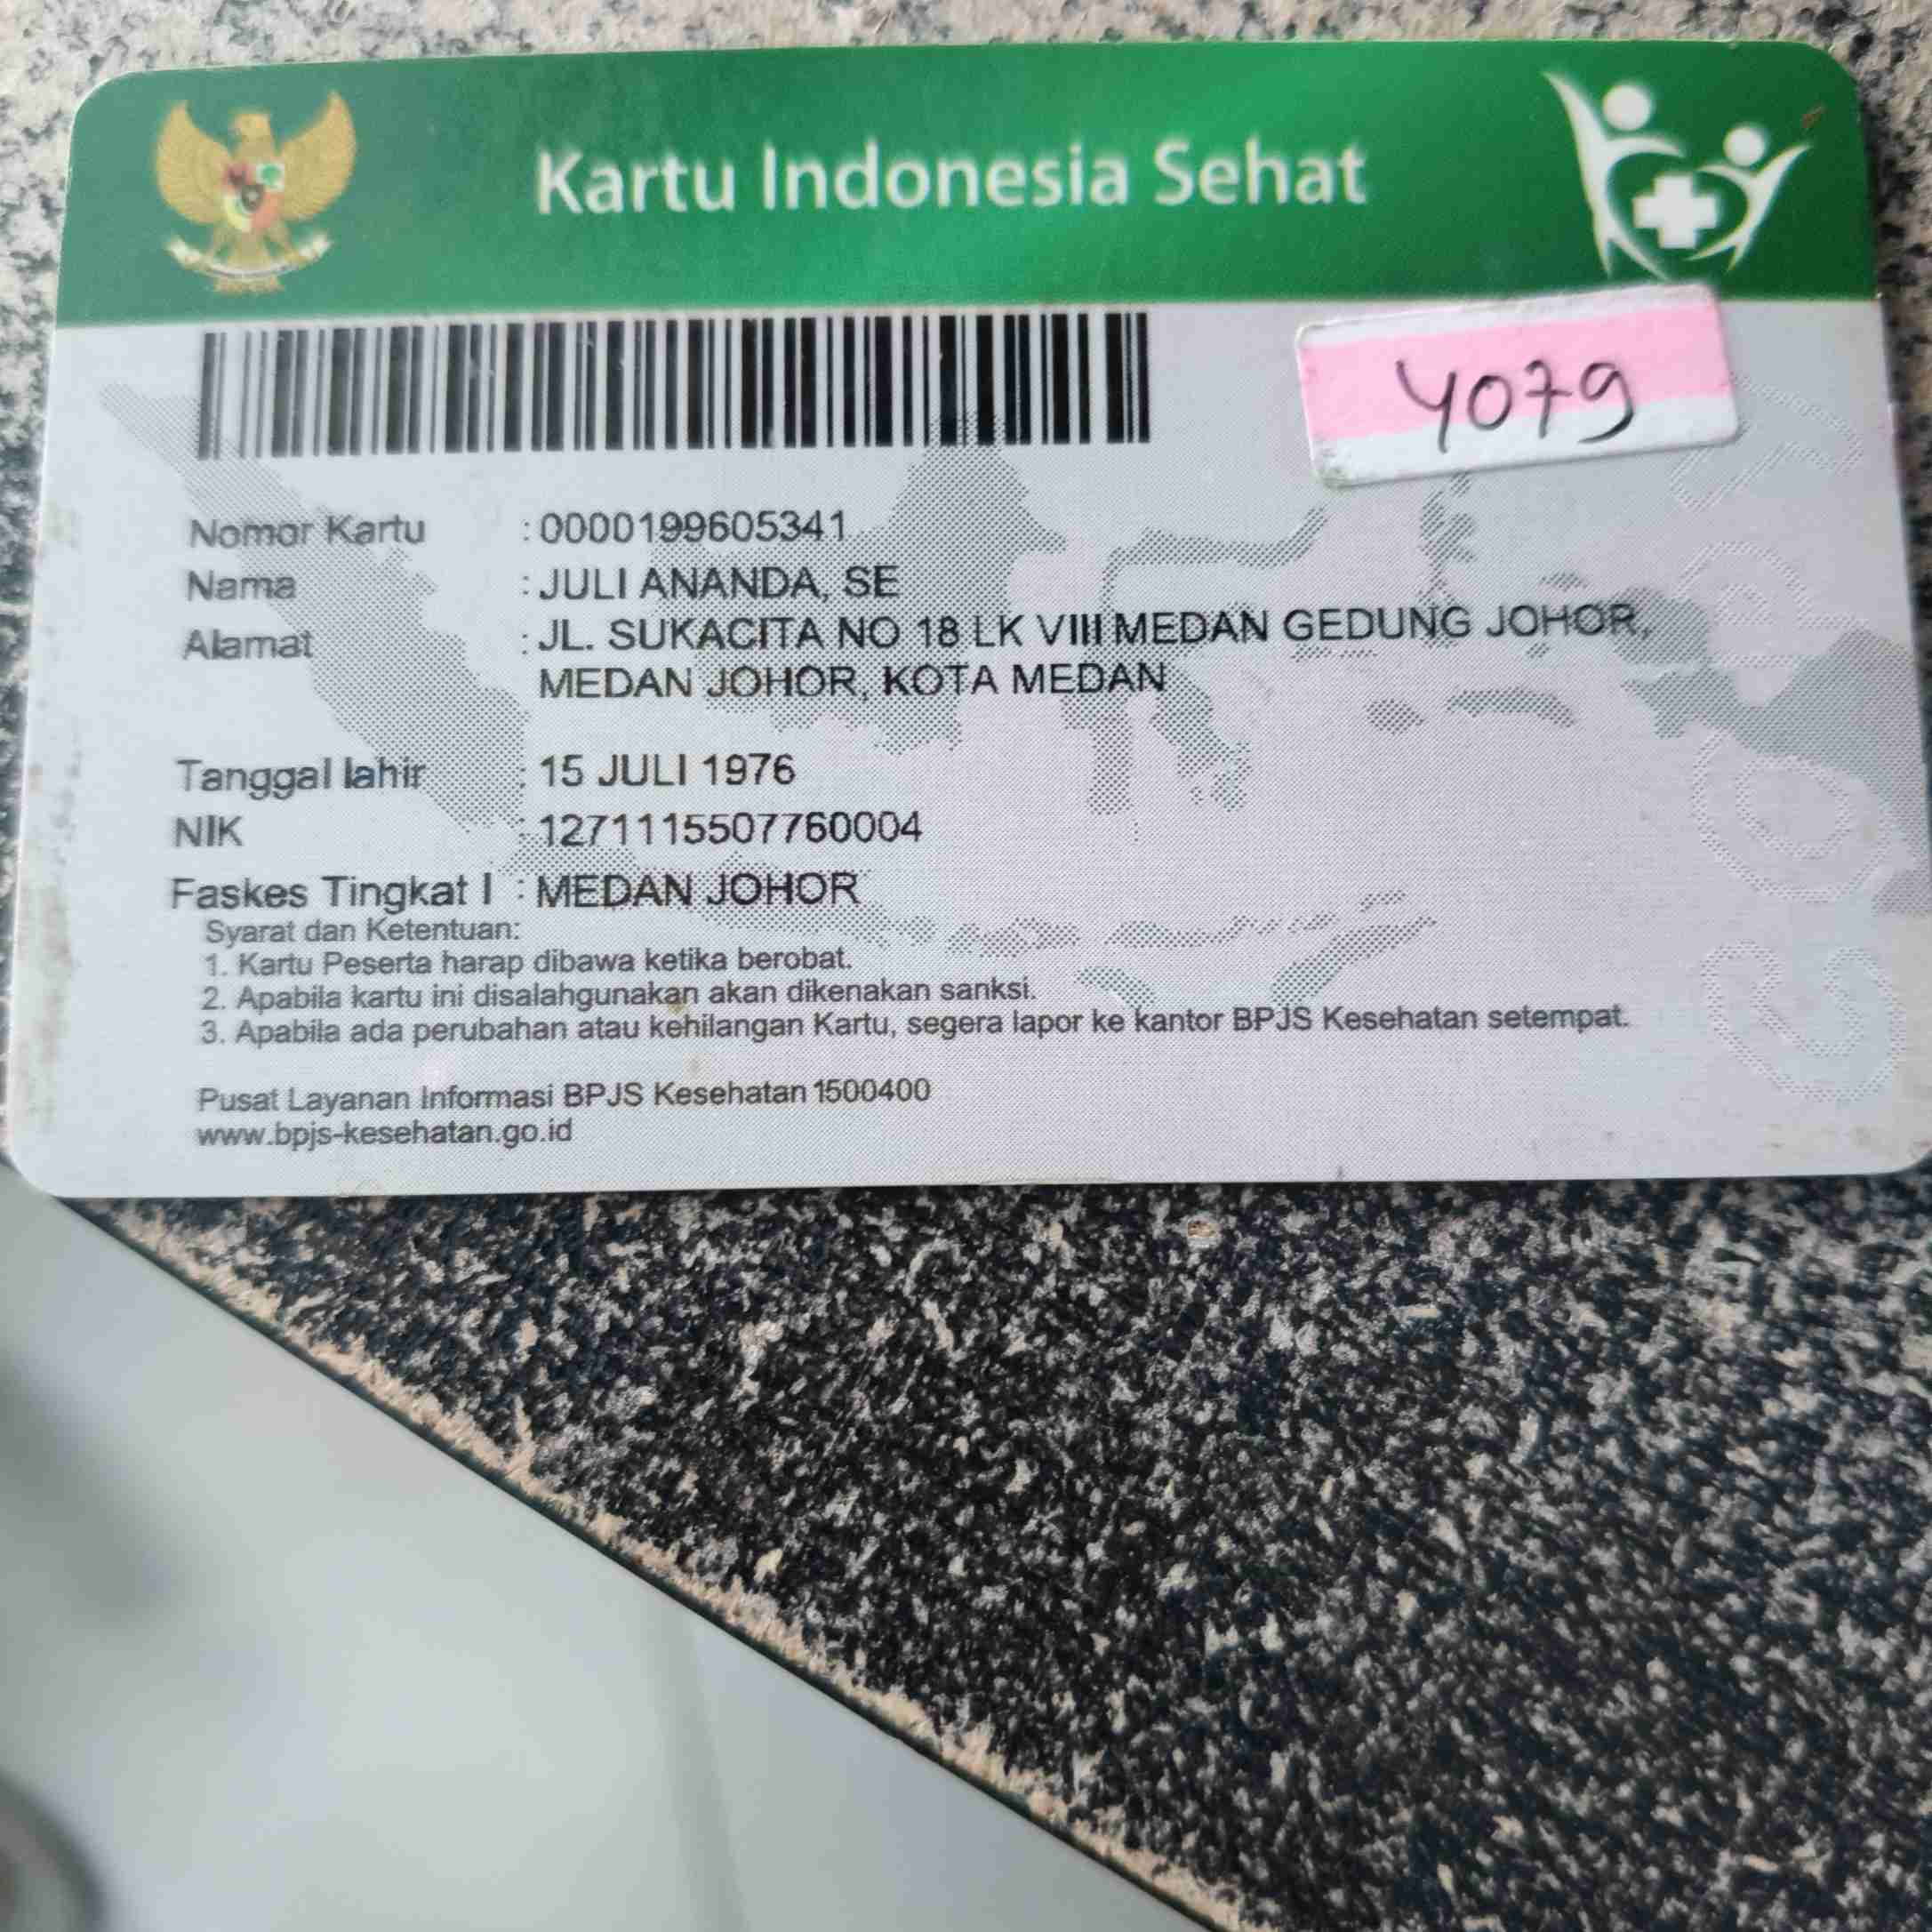 Kartu Indonesia Sehat
4079
Nomor Kartu : 0000199605341
Nama : JULI ANANDA, SE
Alamat : JL. SUKACITA NO 18 LK VIII MEDAN GEDUNG JOHOR,
MEDAN JOHOR, KOTA MEDAN
Tanggal lahir : 15 JULI 1976
NIK : 1271115507760004
Faskes Tingkat I : MEDAN JOHOR
Syarat dan Ketentuan:
1. Kartu Peserta harap dibawa ketika berobat.
2. Apabila kartu ini disalahgunakan akan dikenakan sanksi.
3. Apabila ada perubahan atau kehilangan Kartu, segera lapor ke kantor BPJS Kesehatan setempat.
Pusat Layanan Informasi BPJS Kesehatan 1500400
www.bpjs-kesehatan.go.id